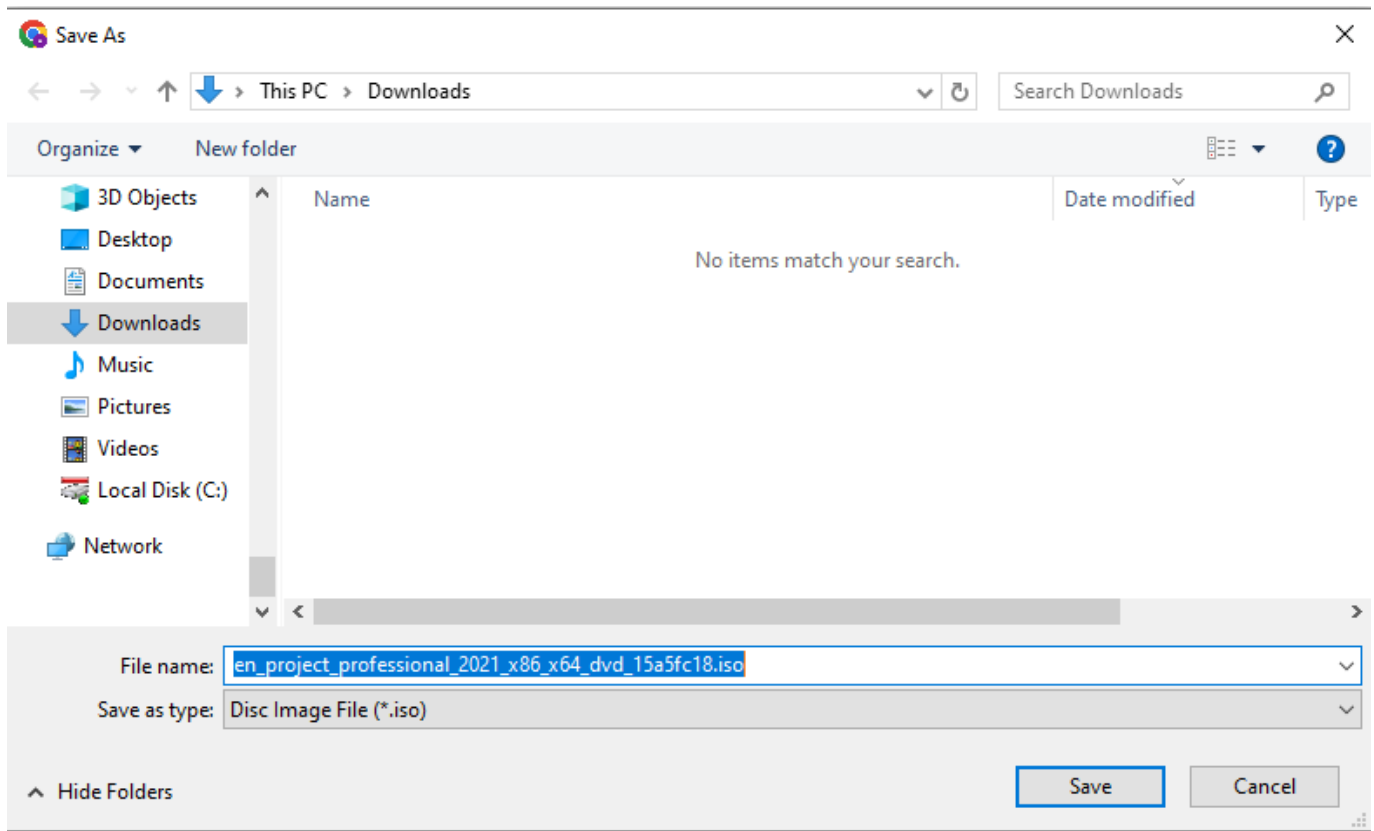 Save As
This PC > Downloads
Search Downloads
Organize
New folder
?
3D Objects
Desktop
Documents
Downloads
Music
Pictures
Videos
Local Disk (C:)
Network
Name
Date modified
Type
No items match your search.
File name: en_project_professional_2021_x86_x64_dvd_15a5fc18.iso
Save as type: Disc Image File (*.iso)
Hide Folders
Save
Cancel